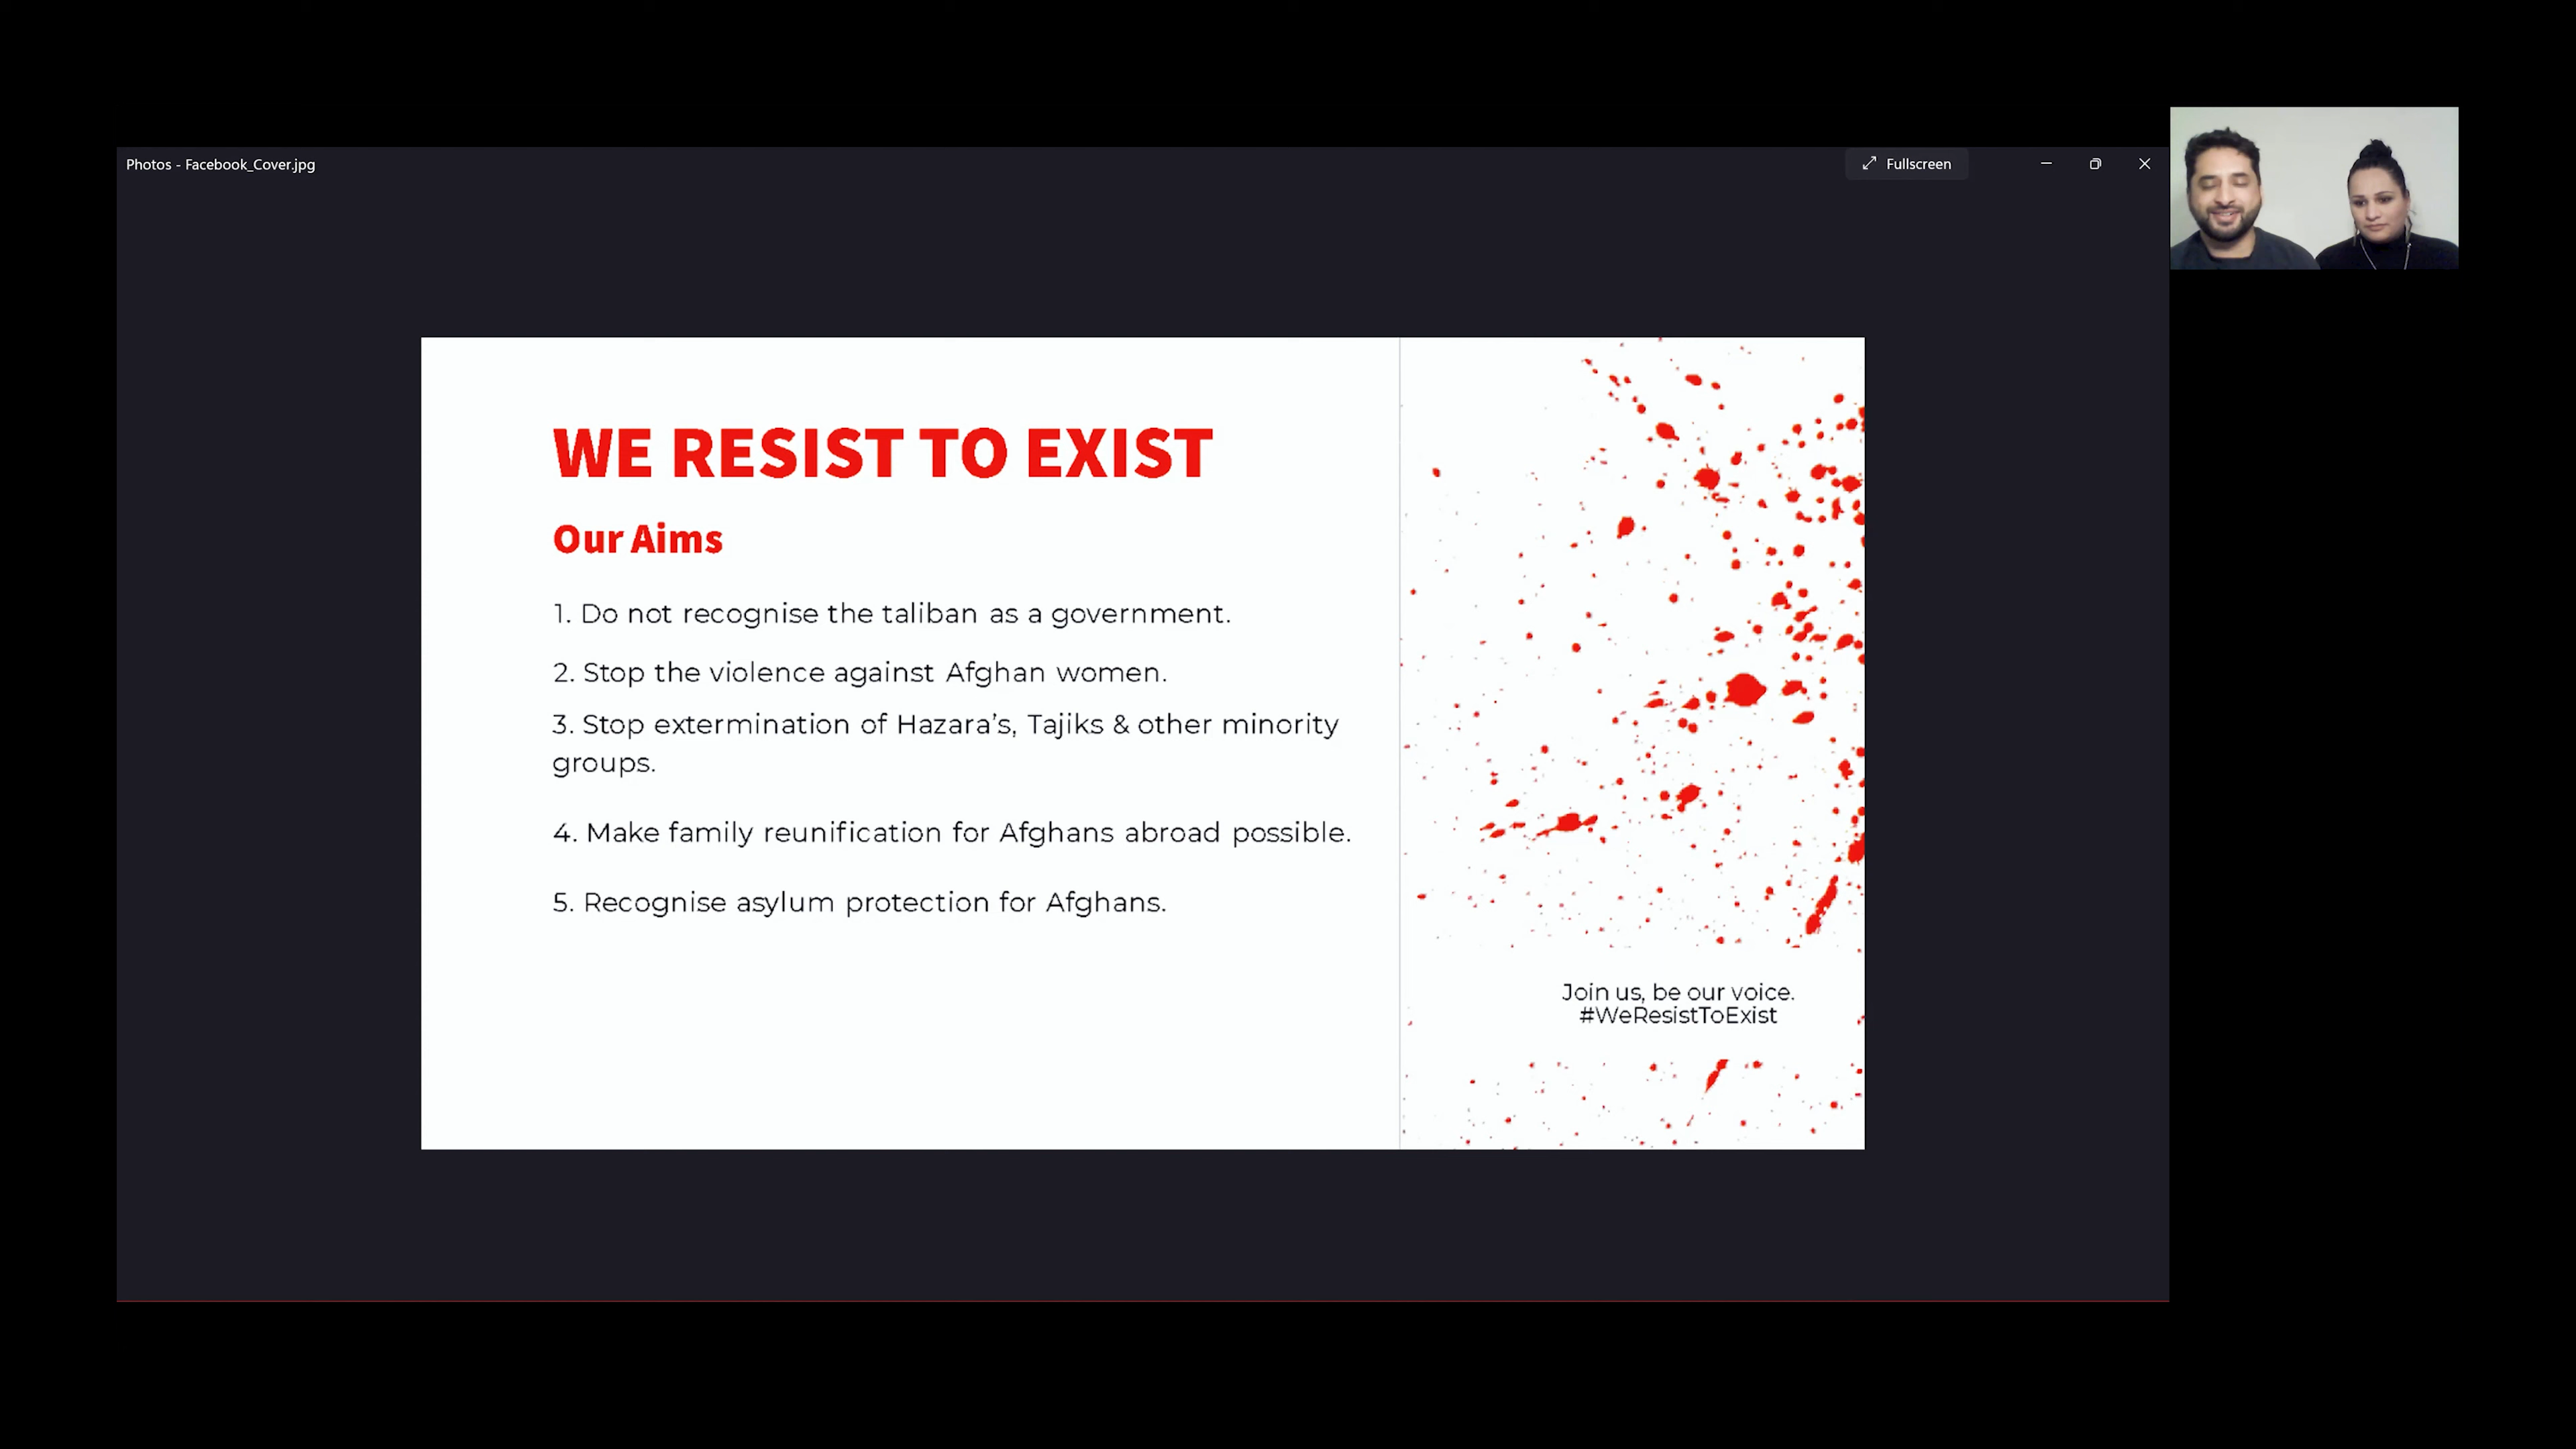 Photos - Facebook_Cover.jpg
Fullscreen
WE RESIST TO EXIST
Our Aims
1. Do not recognise the taliban as a government.
2. Stop the violence against Afghan women.
3. Stop extermination of Hazara's, Tajiks & other minority
groups.
4. Make family reunification for Afghans abroad possible.
5. Recognise asylum protection for Afghans.
Join us, be our voice.
#WeResistToExist